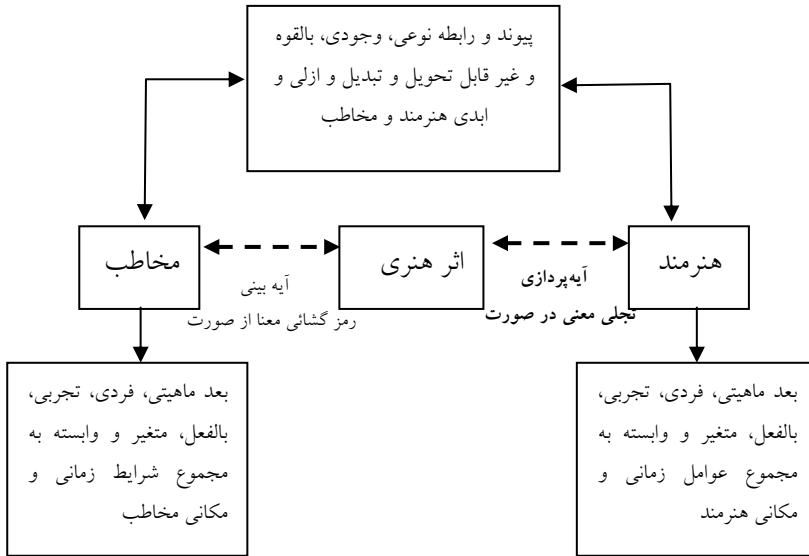 پیوند و رابطه نوعی، وجودی، بالقوه
و غیر قابل تحویل و تبدیل و ازلی و
ابدی هنرمند و مخاطب
هنرمند
آیه‌پردازی
تجلی معنی در صورت
اثر هنری
آیه بینی
رمز گشائی معنا از صورت
مخاطب
بعد ماهیتی، فردی، تجربی،
بالفعل، متغیر و وابسته به
مجموع عوامل زمانی و
مکانی هنرمند
بعد ماهیتی، فردی، تجربی،
بالفعل، متغیر و وابسته به
مجموع شرایط زمانی و
مکانی مخاطب